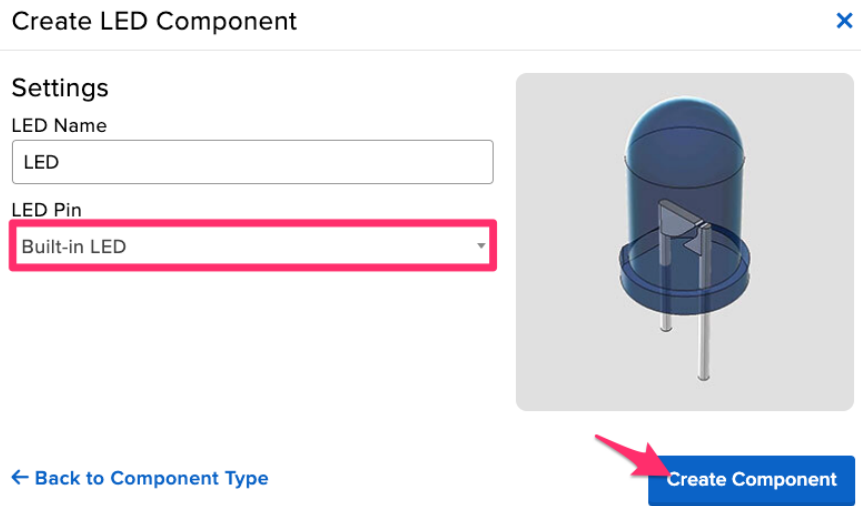 Create LED Component
Settings
LED Name
LED
LED Pin
Built-in LED
← Back to Component Type
Create Component